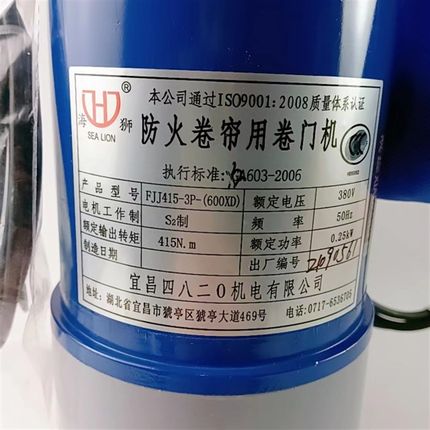 本公司通过ISO9001:2008质量体系认证
海狮®
SEA LION
防火卷帘用卷门机
执行标准:GA603-2006
产品型号 FJJ415-3P-(600XD) 额定电压 380V
电机工作制 S2制 频率 50Hz
额定输出转矩 415N.m 额定功率 0.25kW
制造日期 出厂编号
宜昌四八二0机电有限公司
地址:湖北省宜昌市猇亭区猇亭大道469号 电话:0717-6536705